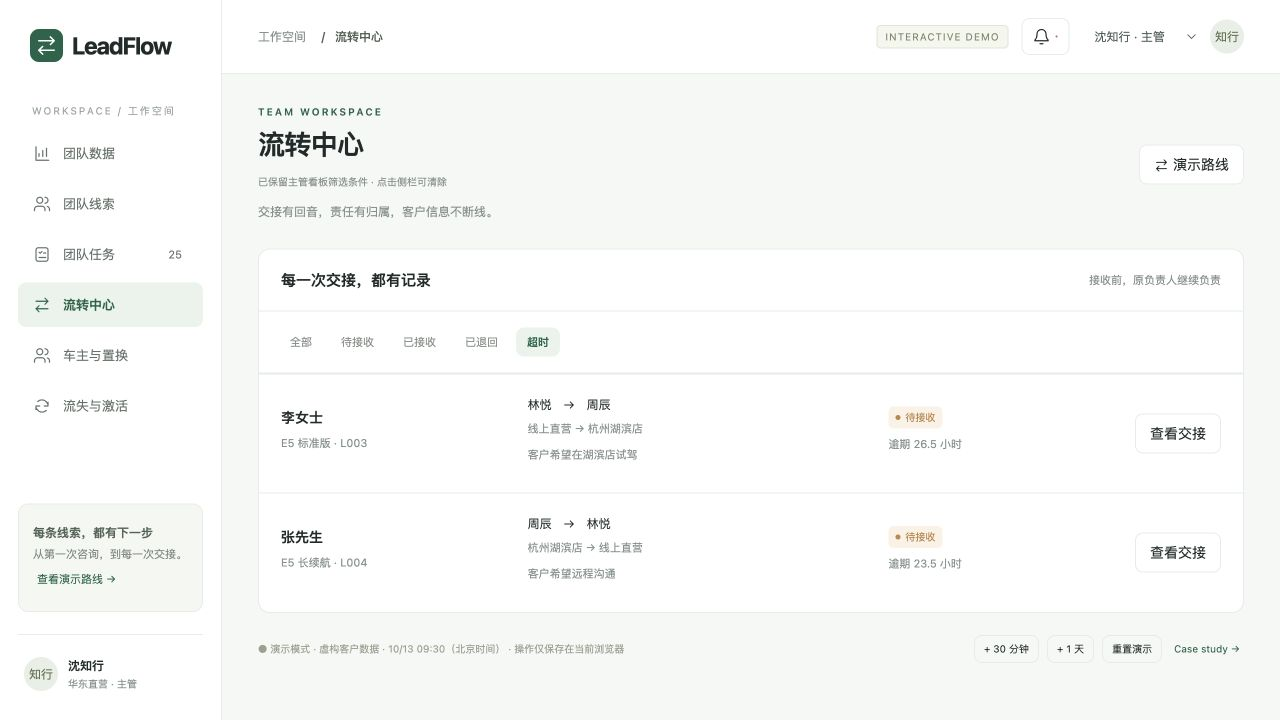 LeadFlow
WORKSPACE / 工作空间
团队数据
团队线索
团队任务 25
流转中心
车主与置换
流失与激活
每条线索，都有下一步
从第一次咨询，到每一次交接。
查看演示路线 →
知行
沈知行
华东直营 · 主管
工作空间 / 流转中心
INTERACTIVE DEMO
沈知行 · 主管
知行
TEAM WORKSPACE
流转中心
已保留主管看板筛选条件 · 点击侧栏可清除
交接有回音，责任有归属，客户信息不断线。
演示路线
每一次交接，都有记录
接收前，原负责人继续负责
全部 待接收 已接收 已退回 超时
李女士
E5 标准版 · L003
林悦 → 周辰
线上直营 → 杭州湖滨店
客户希望在湖滨店试驾
待接收
逾期 26.5 小时
查看交接
张先生
E5 长续航 · L004
周辰 → 林悦
杭州湖滨店 → 线上直营
客户希望远程沟通
待接收
逾期 23.5 小时
查看交接
演示模式 · 虚构客户数据 · 10/13 09:30（北京时间） · 操作仅保存在当前浏览器
+ 30 分钟
+ 1 天
重置演示
Case study →